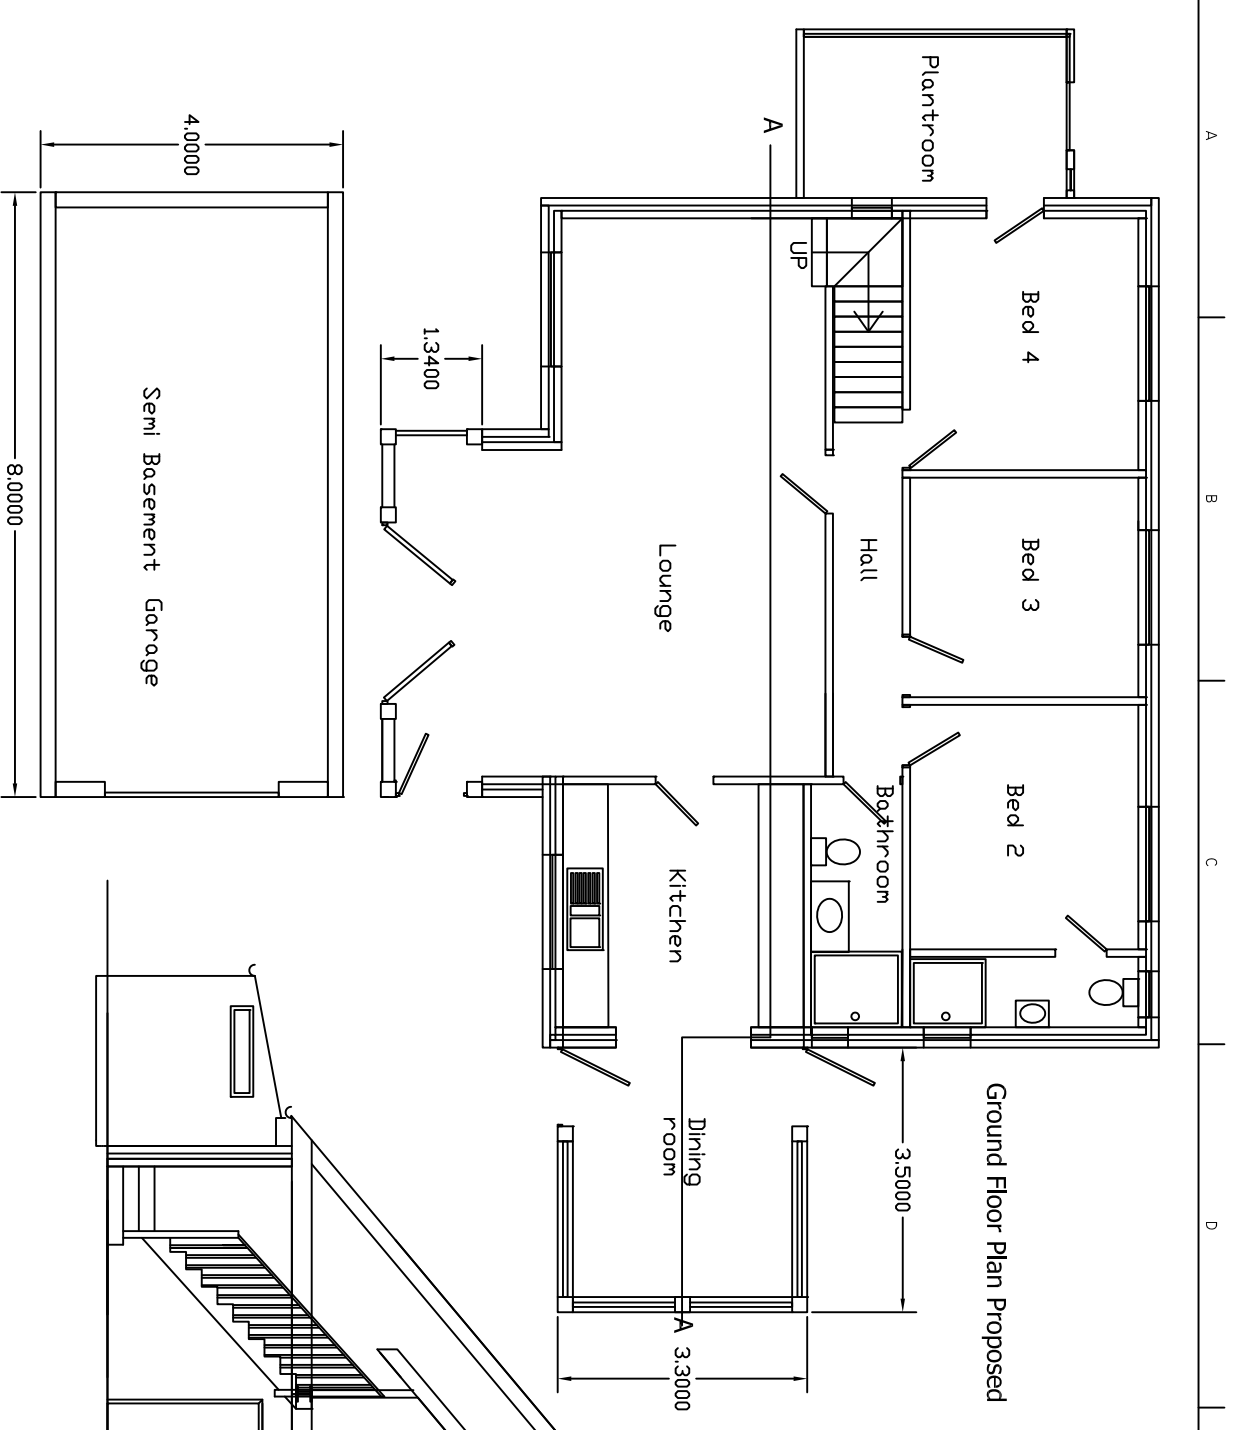 A
B
C
D
Ground Floor Plan Proposed
Plantroom
A
UP
Bed 4
Bed 3
Bed 2
Hall
Bathroom
Lounge
Kitchen
Dining
room
A
3.5000
3.3000
1.3400
4.0000
8.0000
Semi Basement Garage